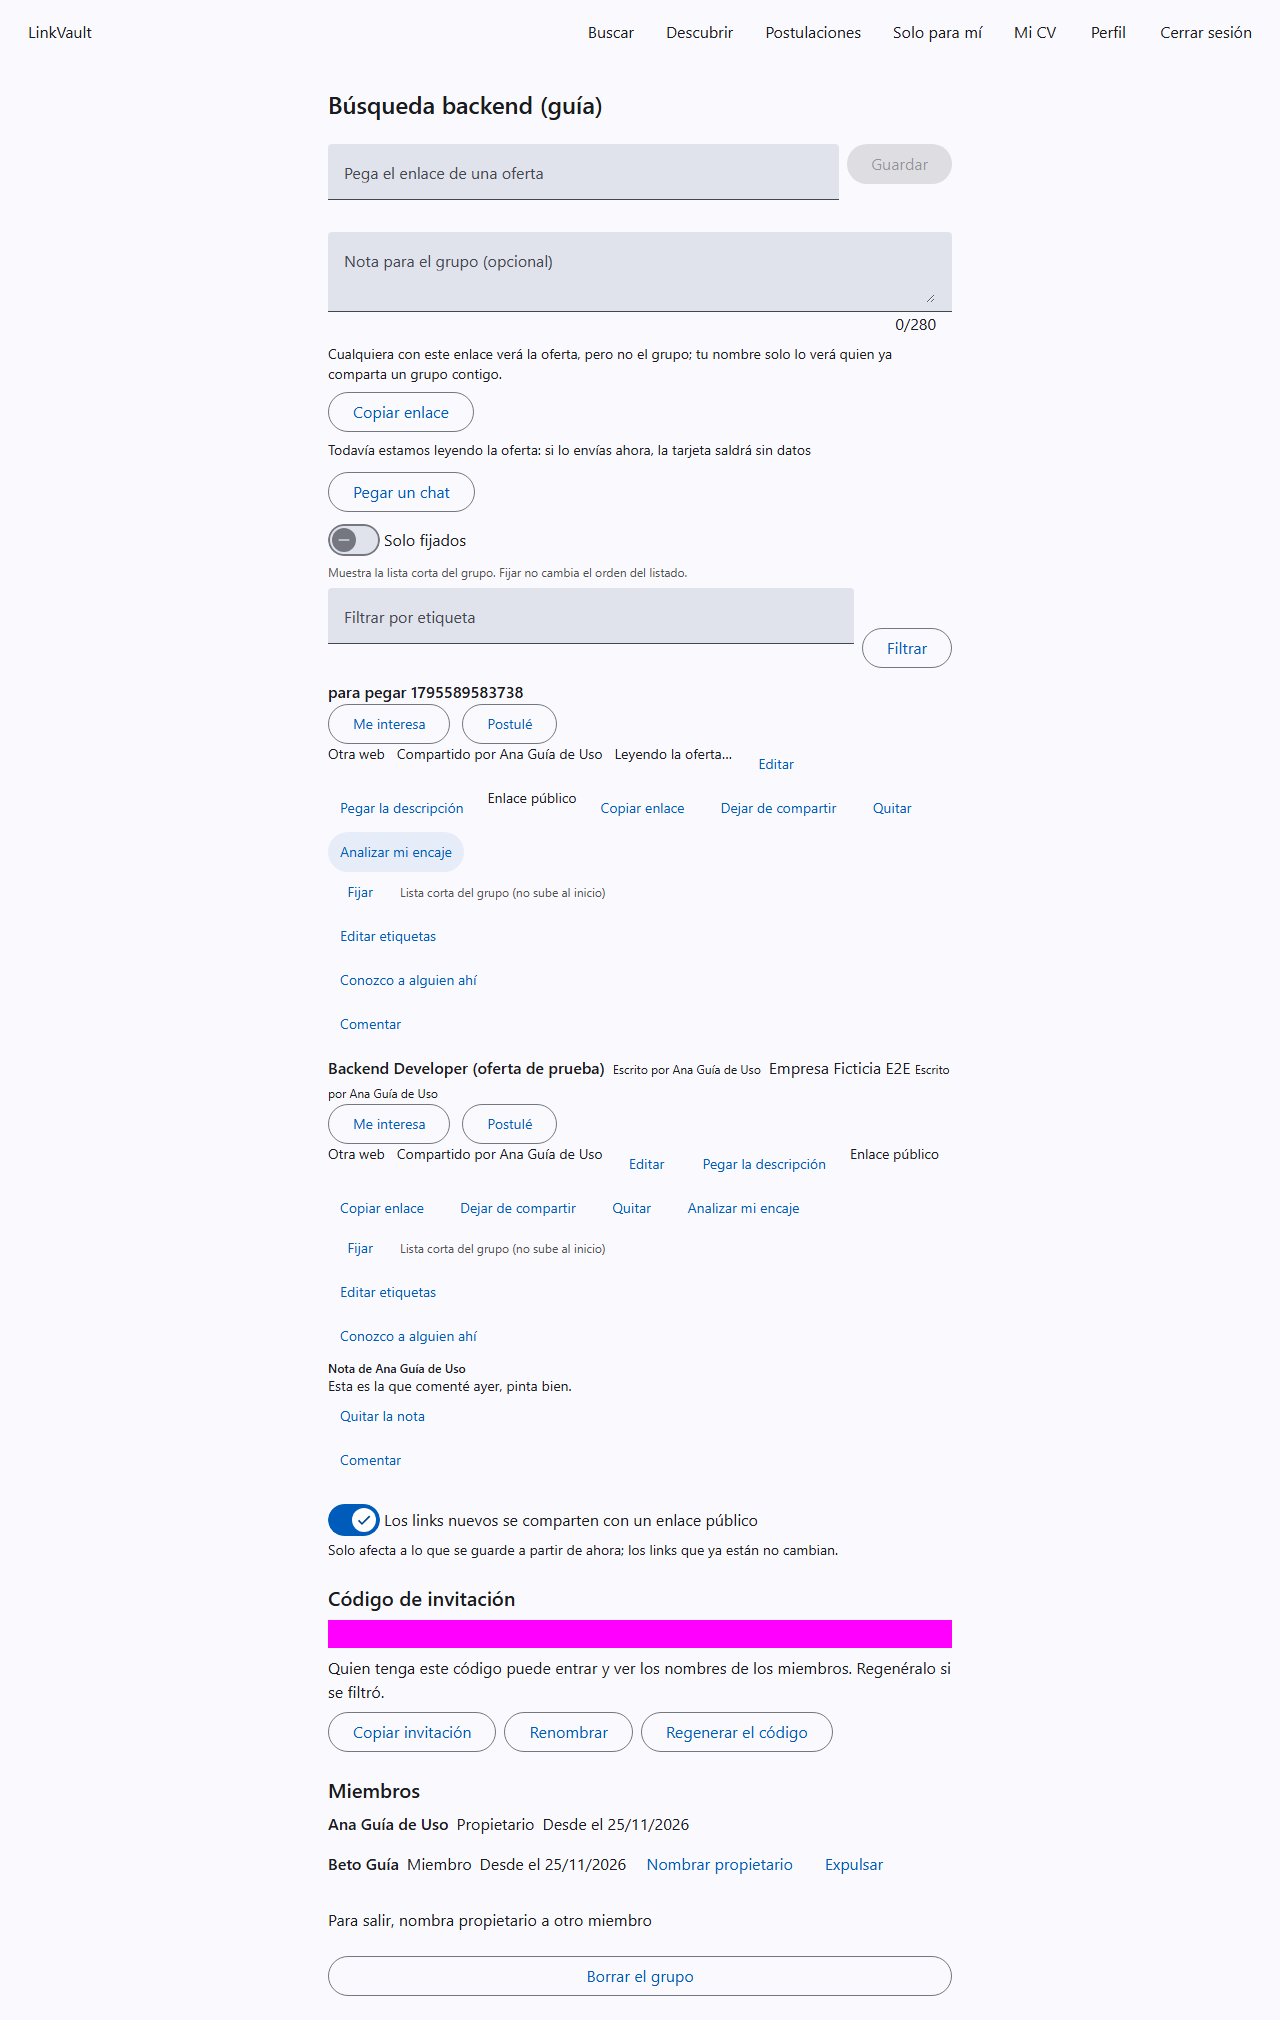 LinkVault Buscar Descubrir Postulaciones Solo para mí Mi CV Perfil Cerrar sesión
Búsqueda backend (guía)
Pega el enlace de una oferta Guardar
Nota para el grupo (opcional)
0/280
Cualquiera con este enlace verá la oferta, pero no el grupo; tu nombre solo lo verá quien ya
comparta un grupo contigo.
Copiar enlace
Todavía estamos leyendo la oferta: si lo envías ahora, la tarjeta saldrá sin datos
Pegar un chat
Solo fijados
Muestra la lista corta del grupo. Fijar no cambia el orden del listado.
Filtrar por etiqueta
Filtrar
para pegar 1795589583738
Me interesa Postulé
Otra web Compartido por Ana Guía de Uso Leyendo la oferta... Editar
Pegar la descripción Enlace público Copiar enlace Dejar de compartir Quitar
Analizar mi encaje
Fijar Lista corta del grupo (no sube al inicio)
Editar etiquetas
Conozco a alguien ahí
Comentar
Backend Developer (oferta de prueba) Escrito por Ana Guía de Uso Empresa Ficticia E2E Escrito
por Ana Guía de Uso
Me interesa Postulé
Otra web Compartido por Ana Guía de Uso Editar Pegar la descripción Enlace público
Copiar enlace Dejar de compartir Quitar Analizar mi encaje
Fijar Lista corta del grupo (no sube al inicio)
Editar etiquetas
Conozco a alguien ahí
Nota de Ana Guía de Uso
Esta es la que comenté ayer, pinta bien.
Quitar la nota
Comentar
Los links nuevos se comparten con un enlace público
Solo afecta a lo que se guarde a partir de ahora; los links que ya están no cambian.
Código de invitación
Quien tenga este código puede entrar y ver los nombres de los miembros. Regenéralo si
se filtró.
Copiar invitación Renombrar Regenerar el código
Miembros
Ana Guía de Uso Propietario Desde el 25/11/2026
Beto Guía Miembro Desde el 25/11/2026 Nombrar propietario Expulsar
Para salir, nombra propietario a otro miembro
Borrar el grupo